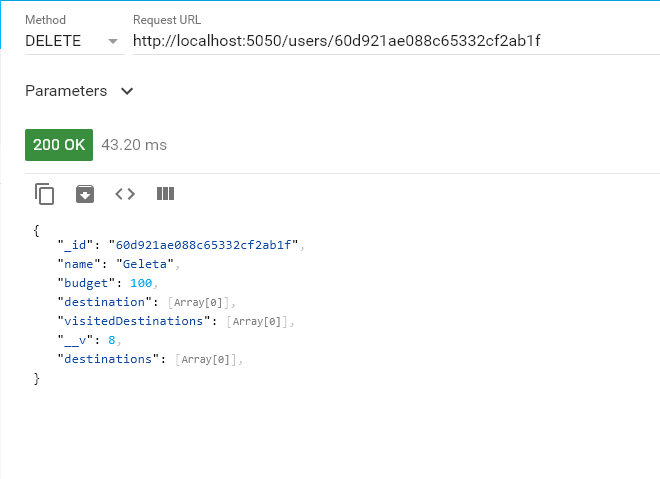 Method Request URL
DELETE http://localhost:5050/users/60d921ae088c65332cf2ab1f
Parameters
200 OK 43.20 ms
{
"_id": "60d921ae088c65332cf2ab1f",
"name": "Geleta",
"budget": 100,
"destination": [Array[0]],
"visitedDestinations": [Array[0]],
"__v": 8,
"destinations": [Array[0]],
}